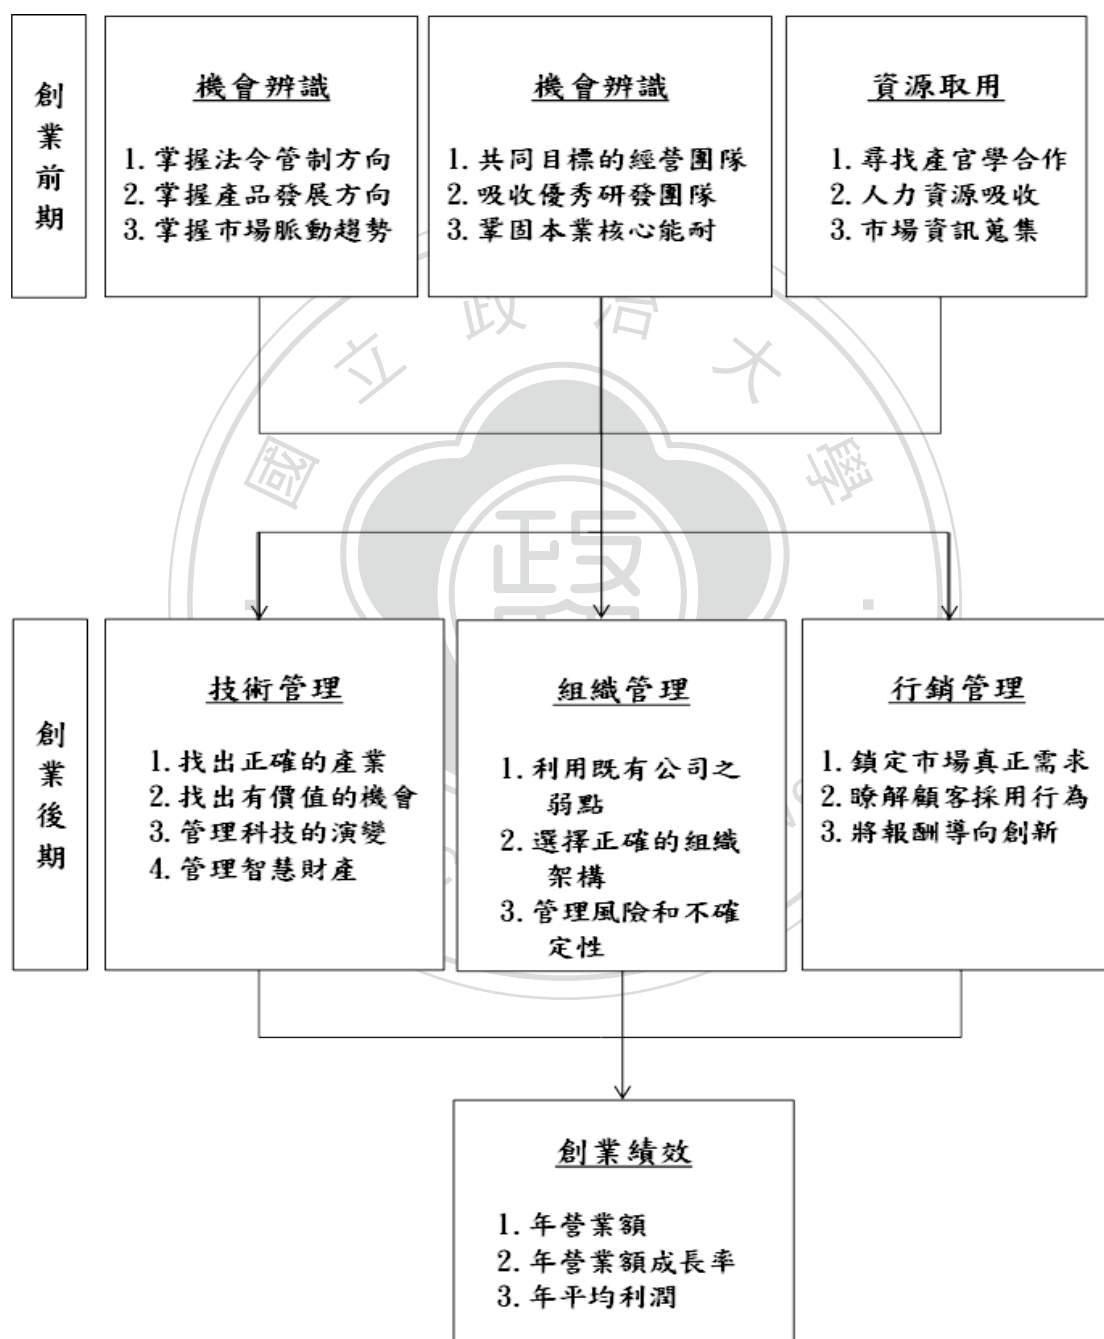 創業前期
機會辨識
1. 掌握法令管制方向
2. 掌握產品發展方向
3. 掌握市場脈動趨勢
機會辨識
1. 共同目標的經營團隊
2. 吸收優秀研發團隊
3. 鞏固本業核心能耐
資源取用
1. 尋找產官學合作
2. 人力資源吸收
3. 市場資訊蒐集
國立政治大學
政
創業後期
技術管理
1. 找出正確的產業
2. 找出有價值的機會
3. 管理科技的演變
4. 管理智慧財產
組織管理
1. 利用既有公司之
弱點
2. 選擇正確的組織
架構
3. 管理風險和不確
定性
行銷管理
1. 鎖定市場真正需求
2. 瞭解顧客採用行為
3. 將報酬導向創新
創業績效
1. 年營業額
2. 年營業額成長率
3. 年平均利潤